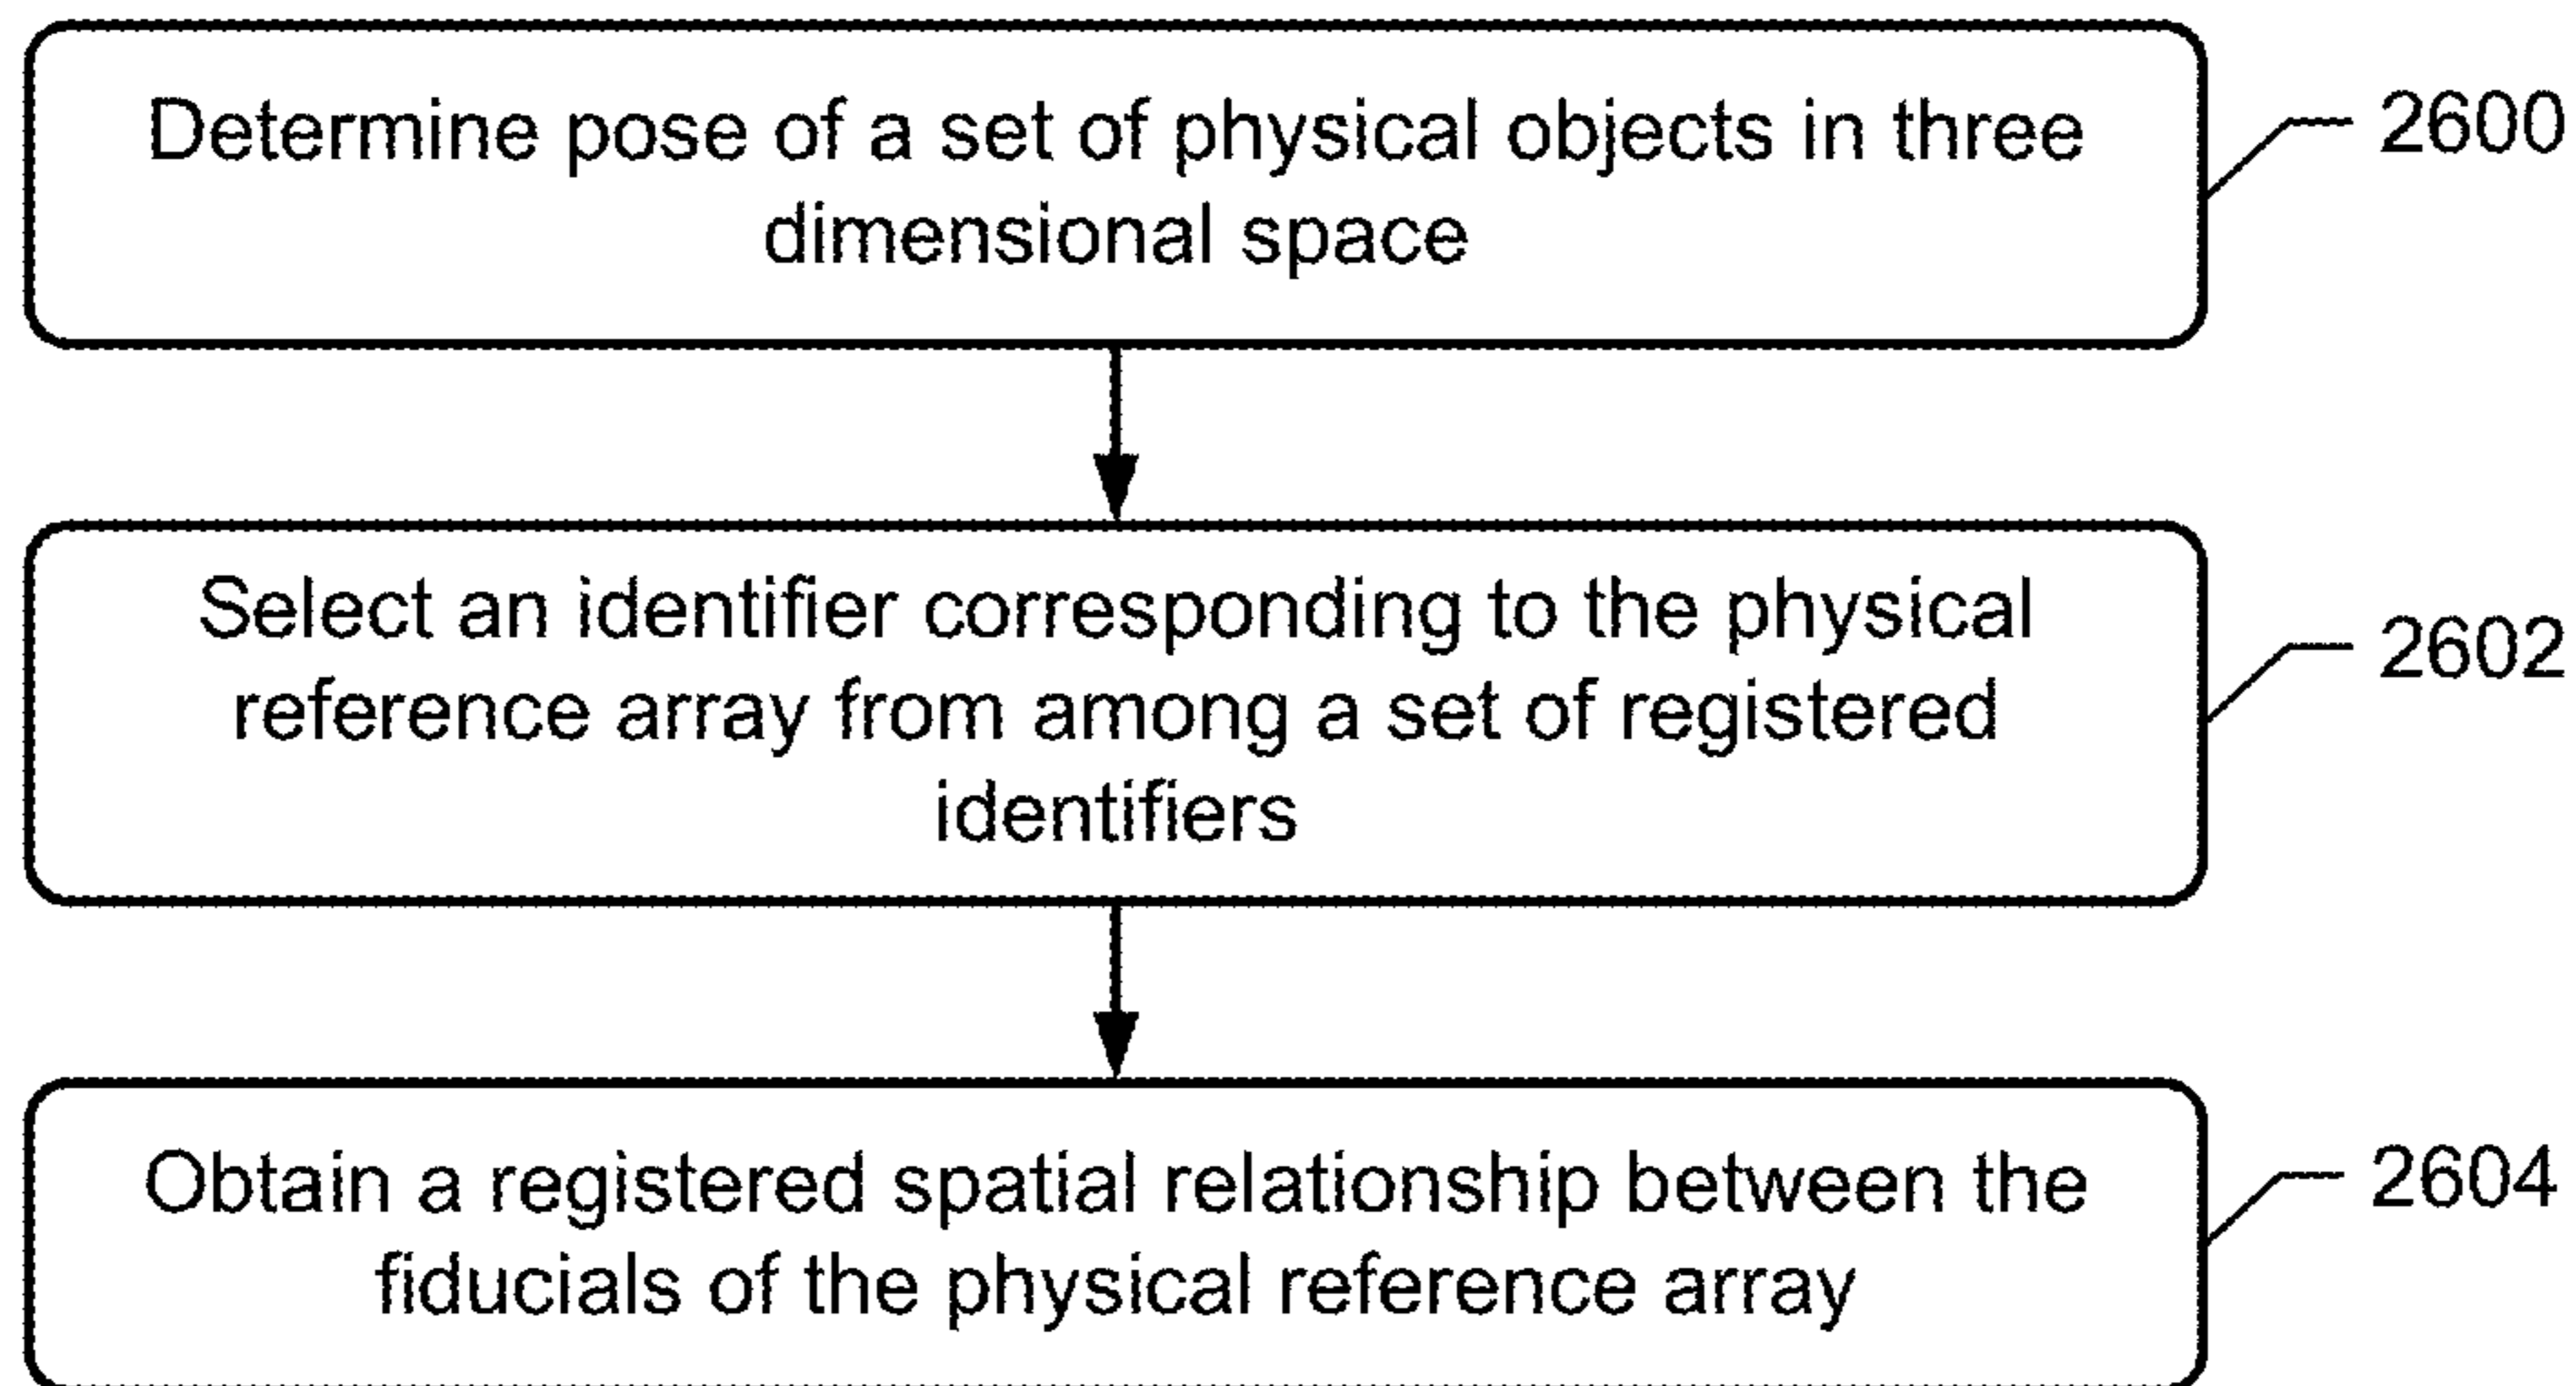 Determine pose of a set of physical objects in three
dimensional space
2600
Select an identifier corresponding to the physical
reference array from among a set of registered
identifiers
2602
Obtain a registered spatial relationship between the
fiducials of the physical reference array
2604